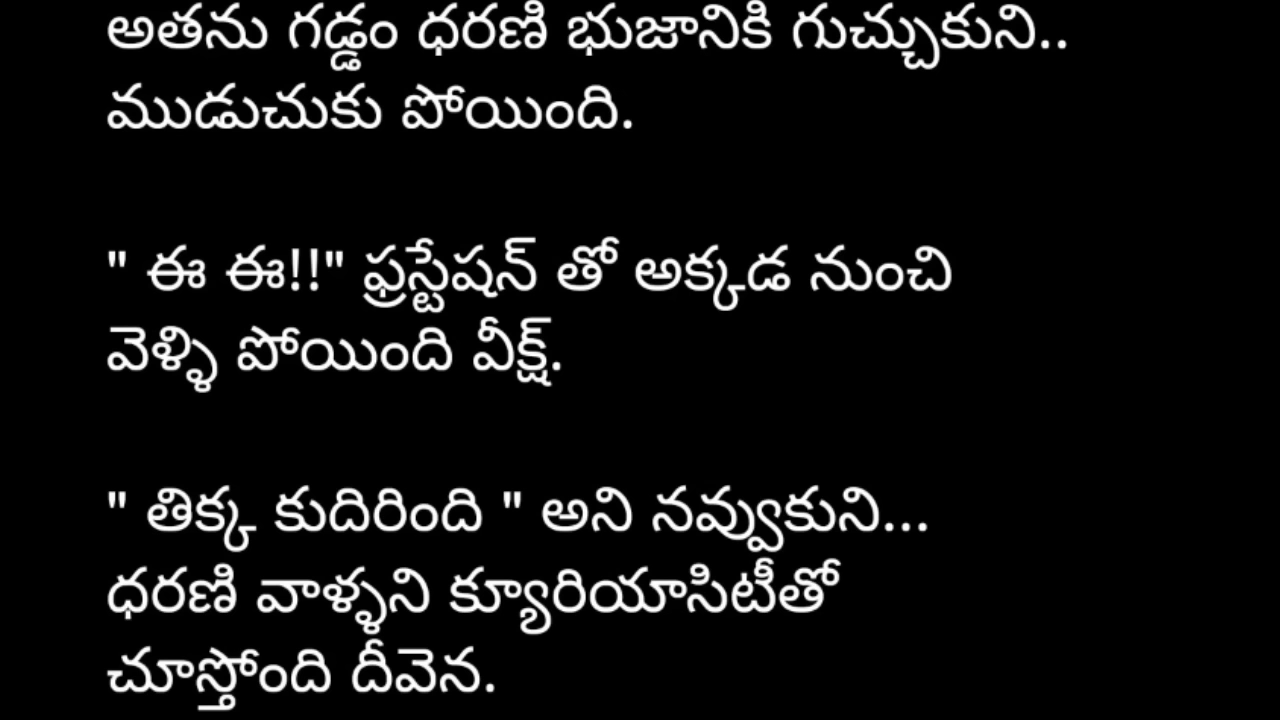 అతను గడ్డం ధరణి భుజానికి గుచ్చుకుని..
ముడుచుకు పోయింది.
" ఈ ఈ!!" ఫ్రస్టేషన్ తో అక్కడ నుంచి
వెళ్ళి పోయింది వీక్ష్.
" తిక్క కుదిరింది " అని నవ్వుకుని...
ధరణి వాళ్ళని క్యూరియాసిటీతో
చూస్తోంది దీవెన.